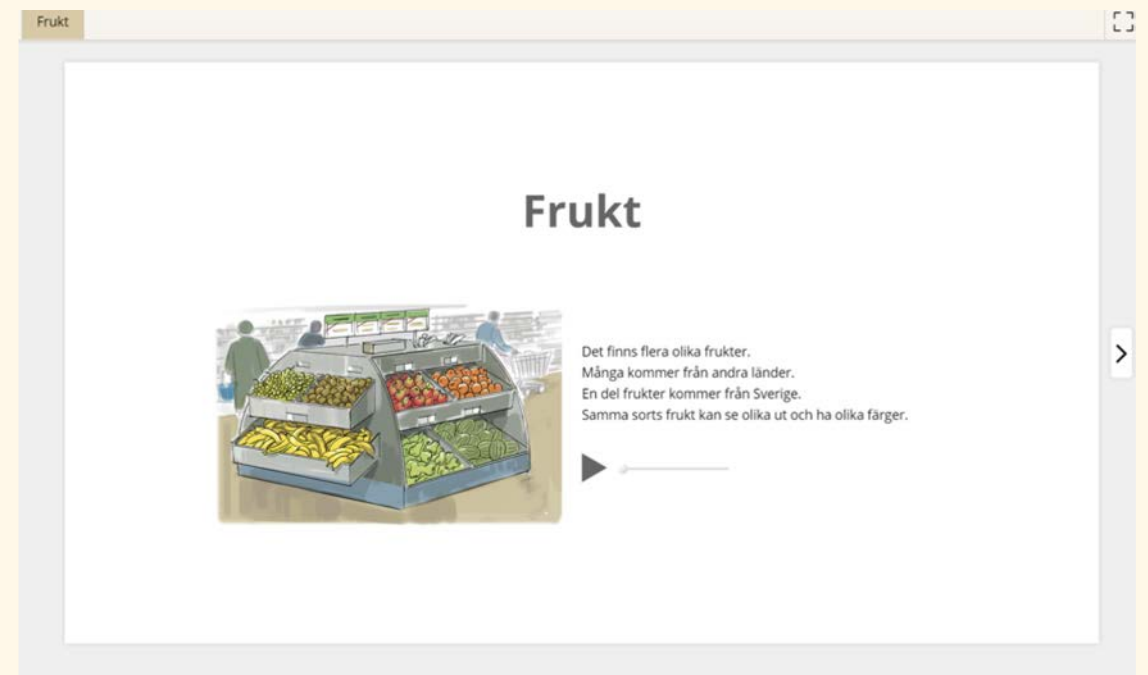 Frukt
Frukt
Det finns flera olika frukter.
Många kommer från andra länder.
En del frukter kommer från Sverige.
Samma sorts frukt kan se olika ut och ha olika färger.